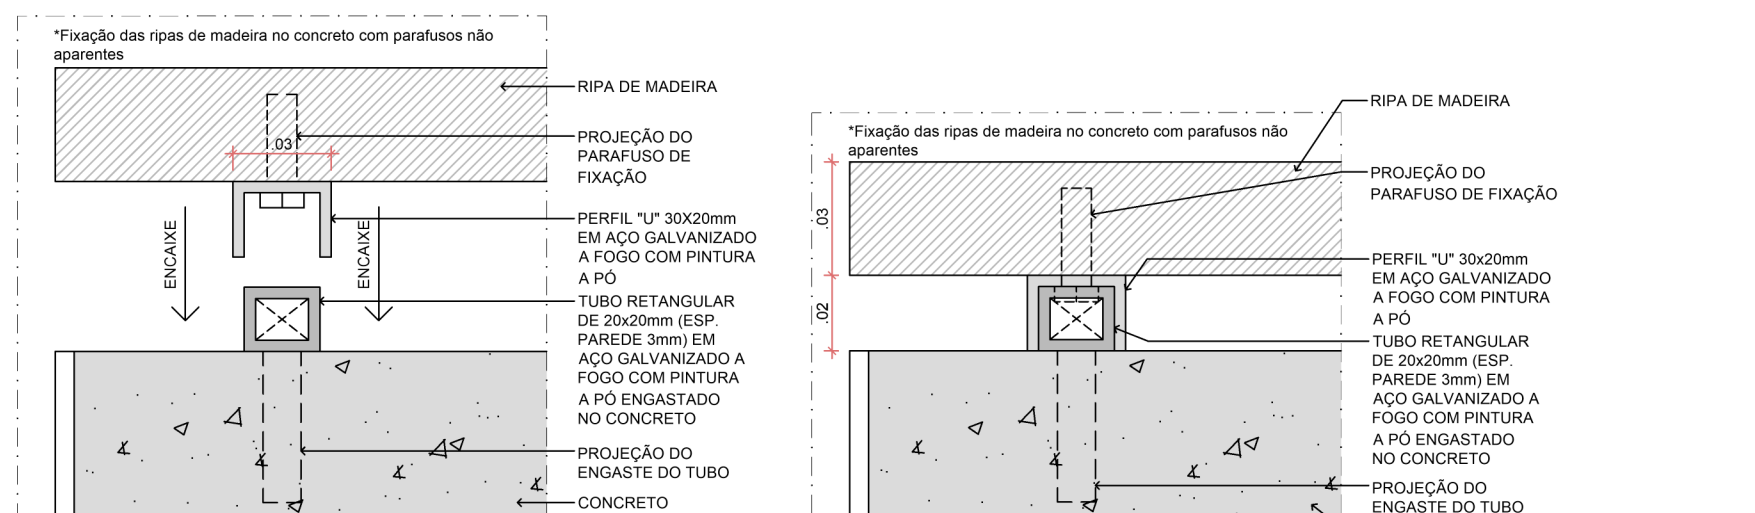 *Fixação das ripas de madeira no concreto com parafusos não
aparentes
RIPA DE MADEIRA
PROJEÇÃO DO
PARAFUSO DE
FIXAÇÃO
.03
ENCAIXE
ENCAIXE
PERFIL "U" 30X20mm
EM AÇO GALVANIZADO
A FOGO COM PINTURA
A PÓ
TUBO RETANGULAR
DE 20x20mm (ESP.
PAREDE 3mm) EM
AÇO GALVANIZADO A
FOGO COM PINTURA
A PÓ ENGASTADO
NO CONCRETO
PROJEÇÃO DO
ENGASTE DO TUBO
CONCRETO
*Fixação das ripas de madeira no concreto com parafusos não
aparentes
RIPA DE MADEIRA
PROJEÇÃO DO
PARAFUSO DE FIXAÇÃO
.03
.02
PERFIL "U" 30x20mm
EM AÇO GALVANIZADO
A FOGO COM PINTURA
A PÓ
TUBO RETANGULAR
DE 20x20mm (ESP.
PAREDE 3mm) EM
AÇO GALVANIZADO A
FOGO COM PINTURA
A PÓ ENGASTADO
NO CONCRETO
PROJEÇÃO DO
ENGASTE DO TUBO